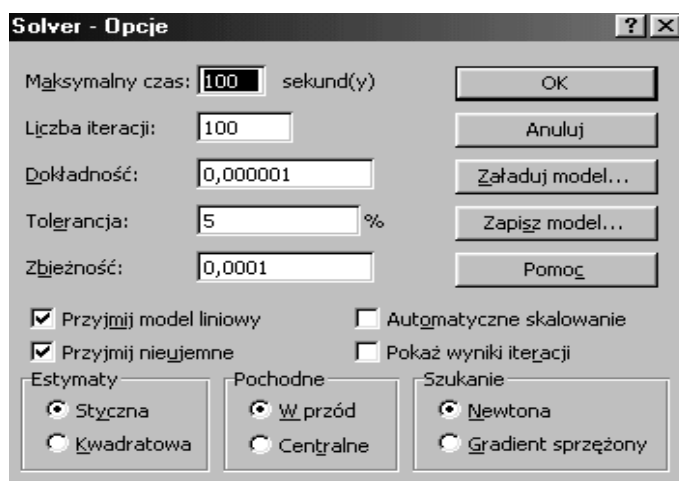 Solver - Opcje
Maksymalny czas: 100 sekund(y) OK
Liczba iteracji: 100 Anuluj
Dokładność: 0,000001 Załaduj model...
Tolerancja: 5 % Zapisz model...
Zbieżność: 0,0001 Pomoc
Przyjmij model liniowy Automatyczne skalowanie
Przyjmij nieujemne Pokaż wyniki iteracji
Estymaty Pochodne Szukanie
Styczna W przód Newtona
Kwadratowa Centralne Gradient sprzężony